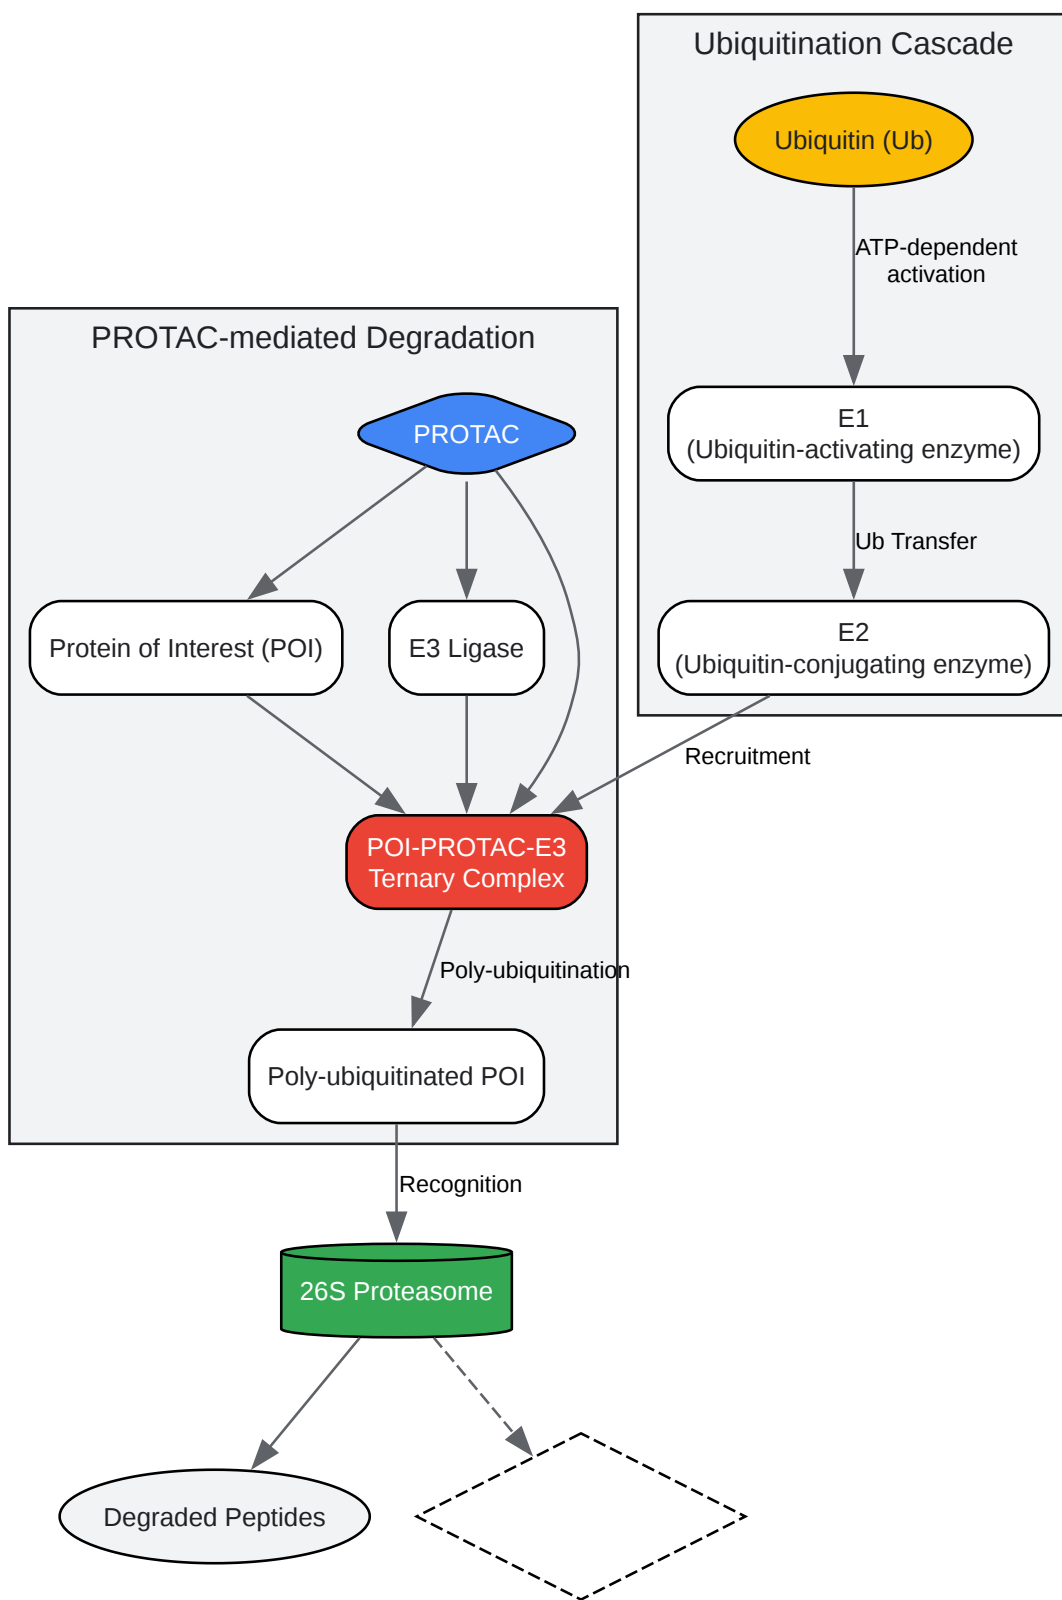 Ubiquitination Cascade
Ubiquitin (Ub)
ATP-dependent
activation
PROTAC-mediated Degradation
PROTAC
E1
(Ubiquitin-activating enzyme)
Ub Transfer
Protein of Interest (POI)
E3 Ligase
E2
(Ubiquitin-conjugating enzyme)
Recruitment
POI-PROTAC-E3
Ternary Complex
Poly-ubiquitination
Poly-ubiquitinated POI
Recognition
26S Proteasome
Degraded Peptides